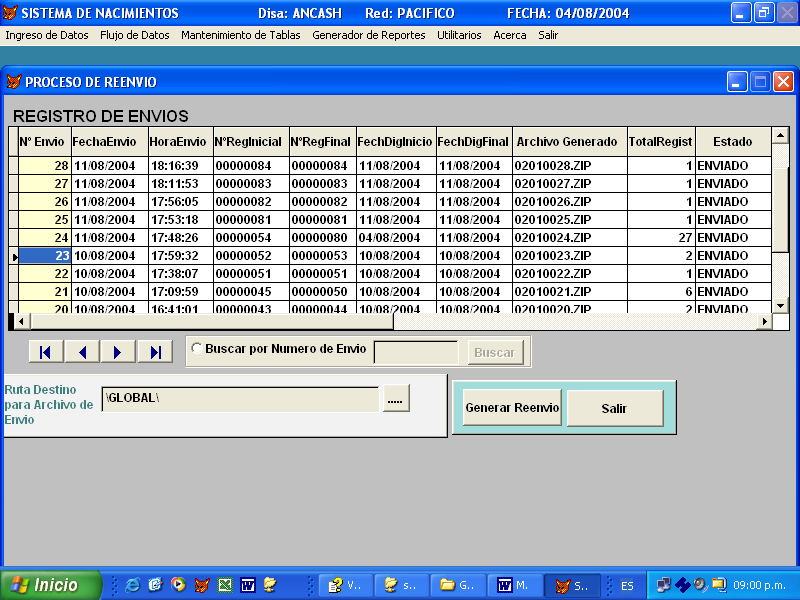 SISTEMA DE NACIMIENTOS Disa: ANCASH Red: PACIFICO FECHA: 04/08/2004
Ingreso de Datos Flujo de Datos Mantenimiento de Tablas Generador de Reportes Utilitarios Acerca Salir
PROCESO DE REENVIO
REGISTRO DE ENVIOS
Nº Envio FechaEnvio HoraEnvio NºRegInicial NºRegFinal FechDigInicio FechDigFinal Archivo Generado TotalRegist Estado
28 11/08/2004 18:16:39 00000084 00000084 11/08/2004 11/08/2004 02010028.ZIP 1 ENVIADO
27 11/08/2004 18:11:53 00000083 00000083 11/08/2004 11/08/2004 02010027.ZIP 1 ENVIADO
26 11/08/2004 17:56:05 00000082 00000082 11/08/2004 11/08/2004 02010026.ZIP 1 ENVIADO
25 11/08/2004 17:53:18 00000081 00000081 11/08/2004 11/08/2004 02010025.ZIP 1 ENVIADO
24 11/08/2004 17:48:26 00000054 00000080 04/08/2004 11/08/2004 02010024.ZIP 27 ENVIADO
23 10/08/2004 17:59:32 00000052 00000053 10/08/2004 10/08/2004 02010023.ZIP 2 ENVIADO
22 10/08/2004 17:38:07 00000051 00000051 10/08/2004 10/08/2004 02010022.ZIP 1 ENVIADO
21 10/08/2004 17:09:59 00000045 00000050 10/08/2004 10/08/2004 02010021.ZIP 6 ENVIADO
20 10/08/2004 16:41:01 00000043 00000044 10/08/2004 10/08/2004 02010020.ZIP 2 ENVIADO
Buscar por Numero de Envio Buscar
Ruta Destino
para Archivo de
Envio
\GLOBAL\ .....
Generar Reenvio Salir
Inicio V.. s.. G.. M. S.. ES 09:00 p.m.